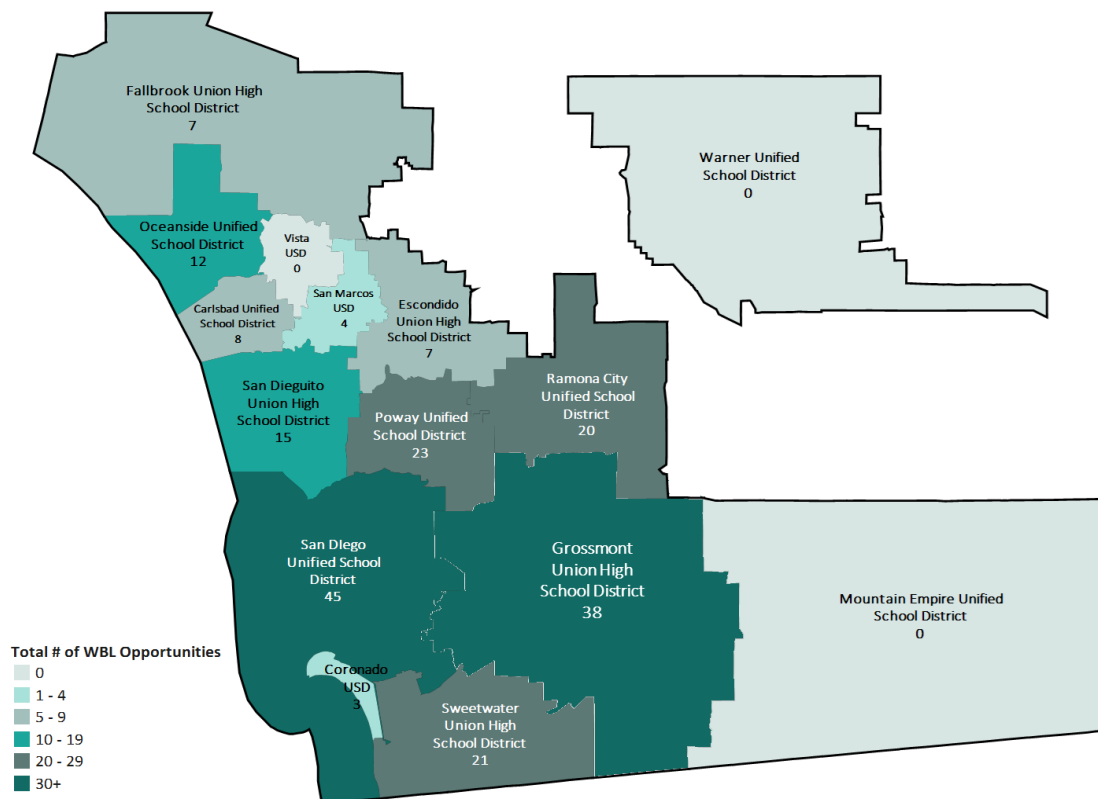 Fallbrook Union High
School District
7
Warner Unified
School District
0
Oceanside Unified
School District
12
Vista
USD
0
San Marcos
USD
4
Carlsbad Unified
School District
8
Escondido
Union High
School District
7
San Dieguito
Union High
School District
15
Poway Unified
School District
23
Ramona City
Unified School
District
20
San DIego
Unified School
District
45
Grossmont
Union High
School District
38
Mountain Empire Unified
School District
0
Coronado
USD
3
Sweetwater
Union High
School District
21
Total # of WBL Opportunities
0
1 - 4
5 - 9
10 - 19
20 - 29
30+